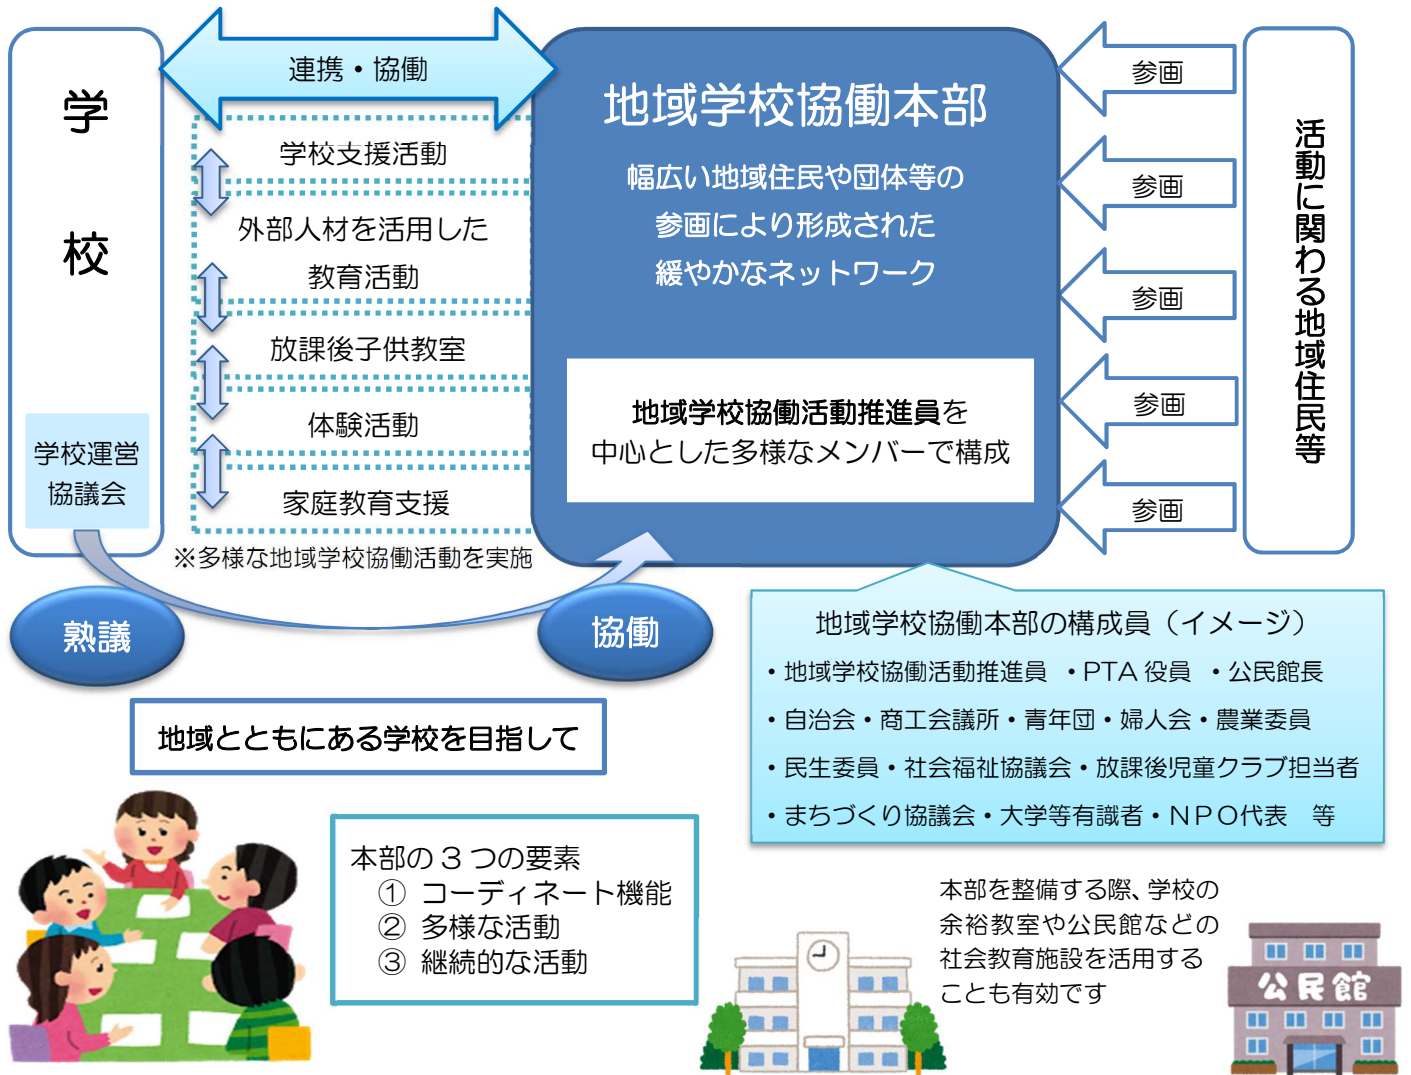 学校
学校運営
協議会
連携・協働
学校支援活動
外部人材を活用した
教育活動
放課後子供教室
体験活動
家庭教育支援
※多様な地域学校協働活動を実施
地域学校協働本部
幅広い地域住民や団体等の
参画により形成された
緩やかなネットワーク
地域学校協働活動推進員を
中心とした多様なメンバーで構成
参画
参画
参画
参画
参画
活動に関わる地域住民等
熟議
協働
地域学校協働本部の構成員（イメージ）
・地域学校協働活動推進員 ・PTA 役員 ・公民館長
・自治会・商工会議所・青年団・婦人会・農業委員
・民生委員・社会福祉協議会・放課後児童クラブ担当者
・まちづくり協議会・大学等有識者・ＮＰＯ代表　等
地域とともにある学校を目指して
本部の３つの要素
① コーディネート機能
② 多様な活動
③ 継続的な活動
本部を整備する際、学校の
余裕教室や公民館などの
社会教育施設を活用する
ことも有効です
公民館